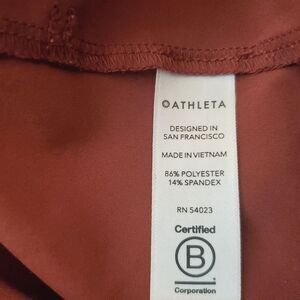 ATHLETA
DESIGNED IN
SAN FRANCISCO
MADE IN VIETNAM
86% POLYESTER
14% SPANDEX
RN 54023
Certified
B
Corporation